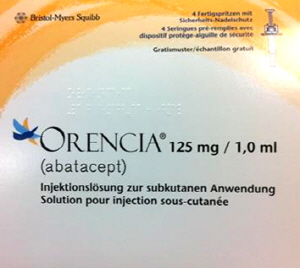 Bristol-Myers Squibb
4 Fertigspritzen mit
Sicherheits-Nadelschutz
4 Seringues pré-remplies avec
dispositif protège-aiguille de sécurité
Gratismuster/échantillon gratuit
ORENCIA® 125 mg / 1,0 ml
(abatacept)
Injektionslösung zur subkutanen Anwendung
Solution pour injection sous-cutanée